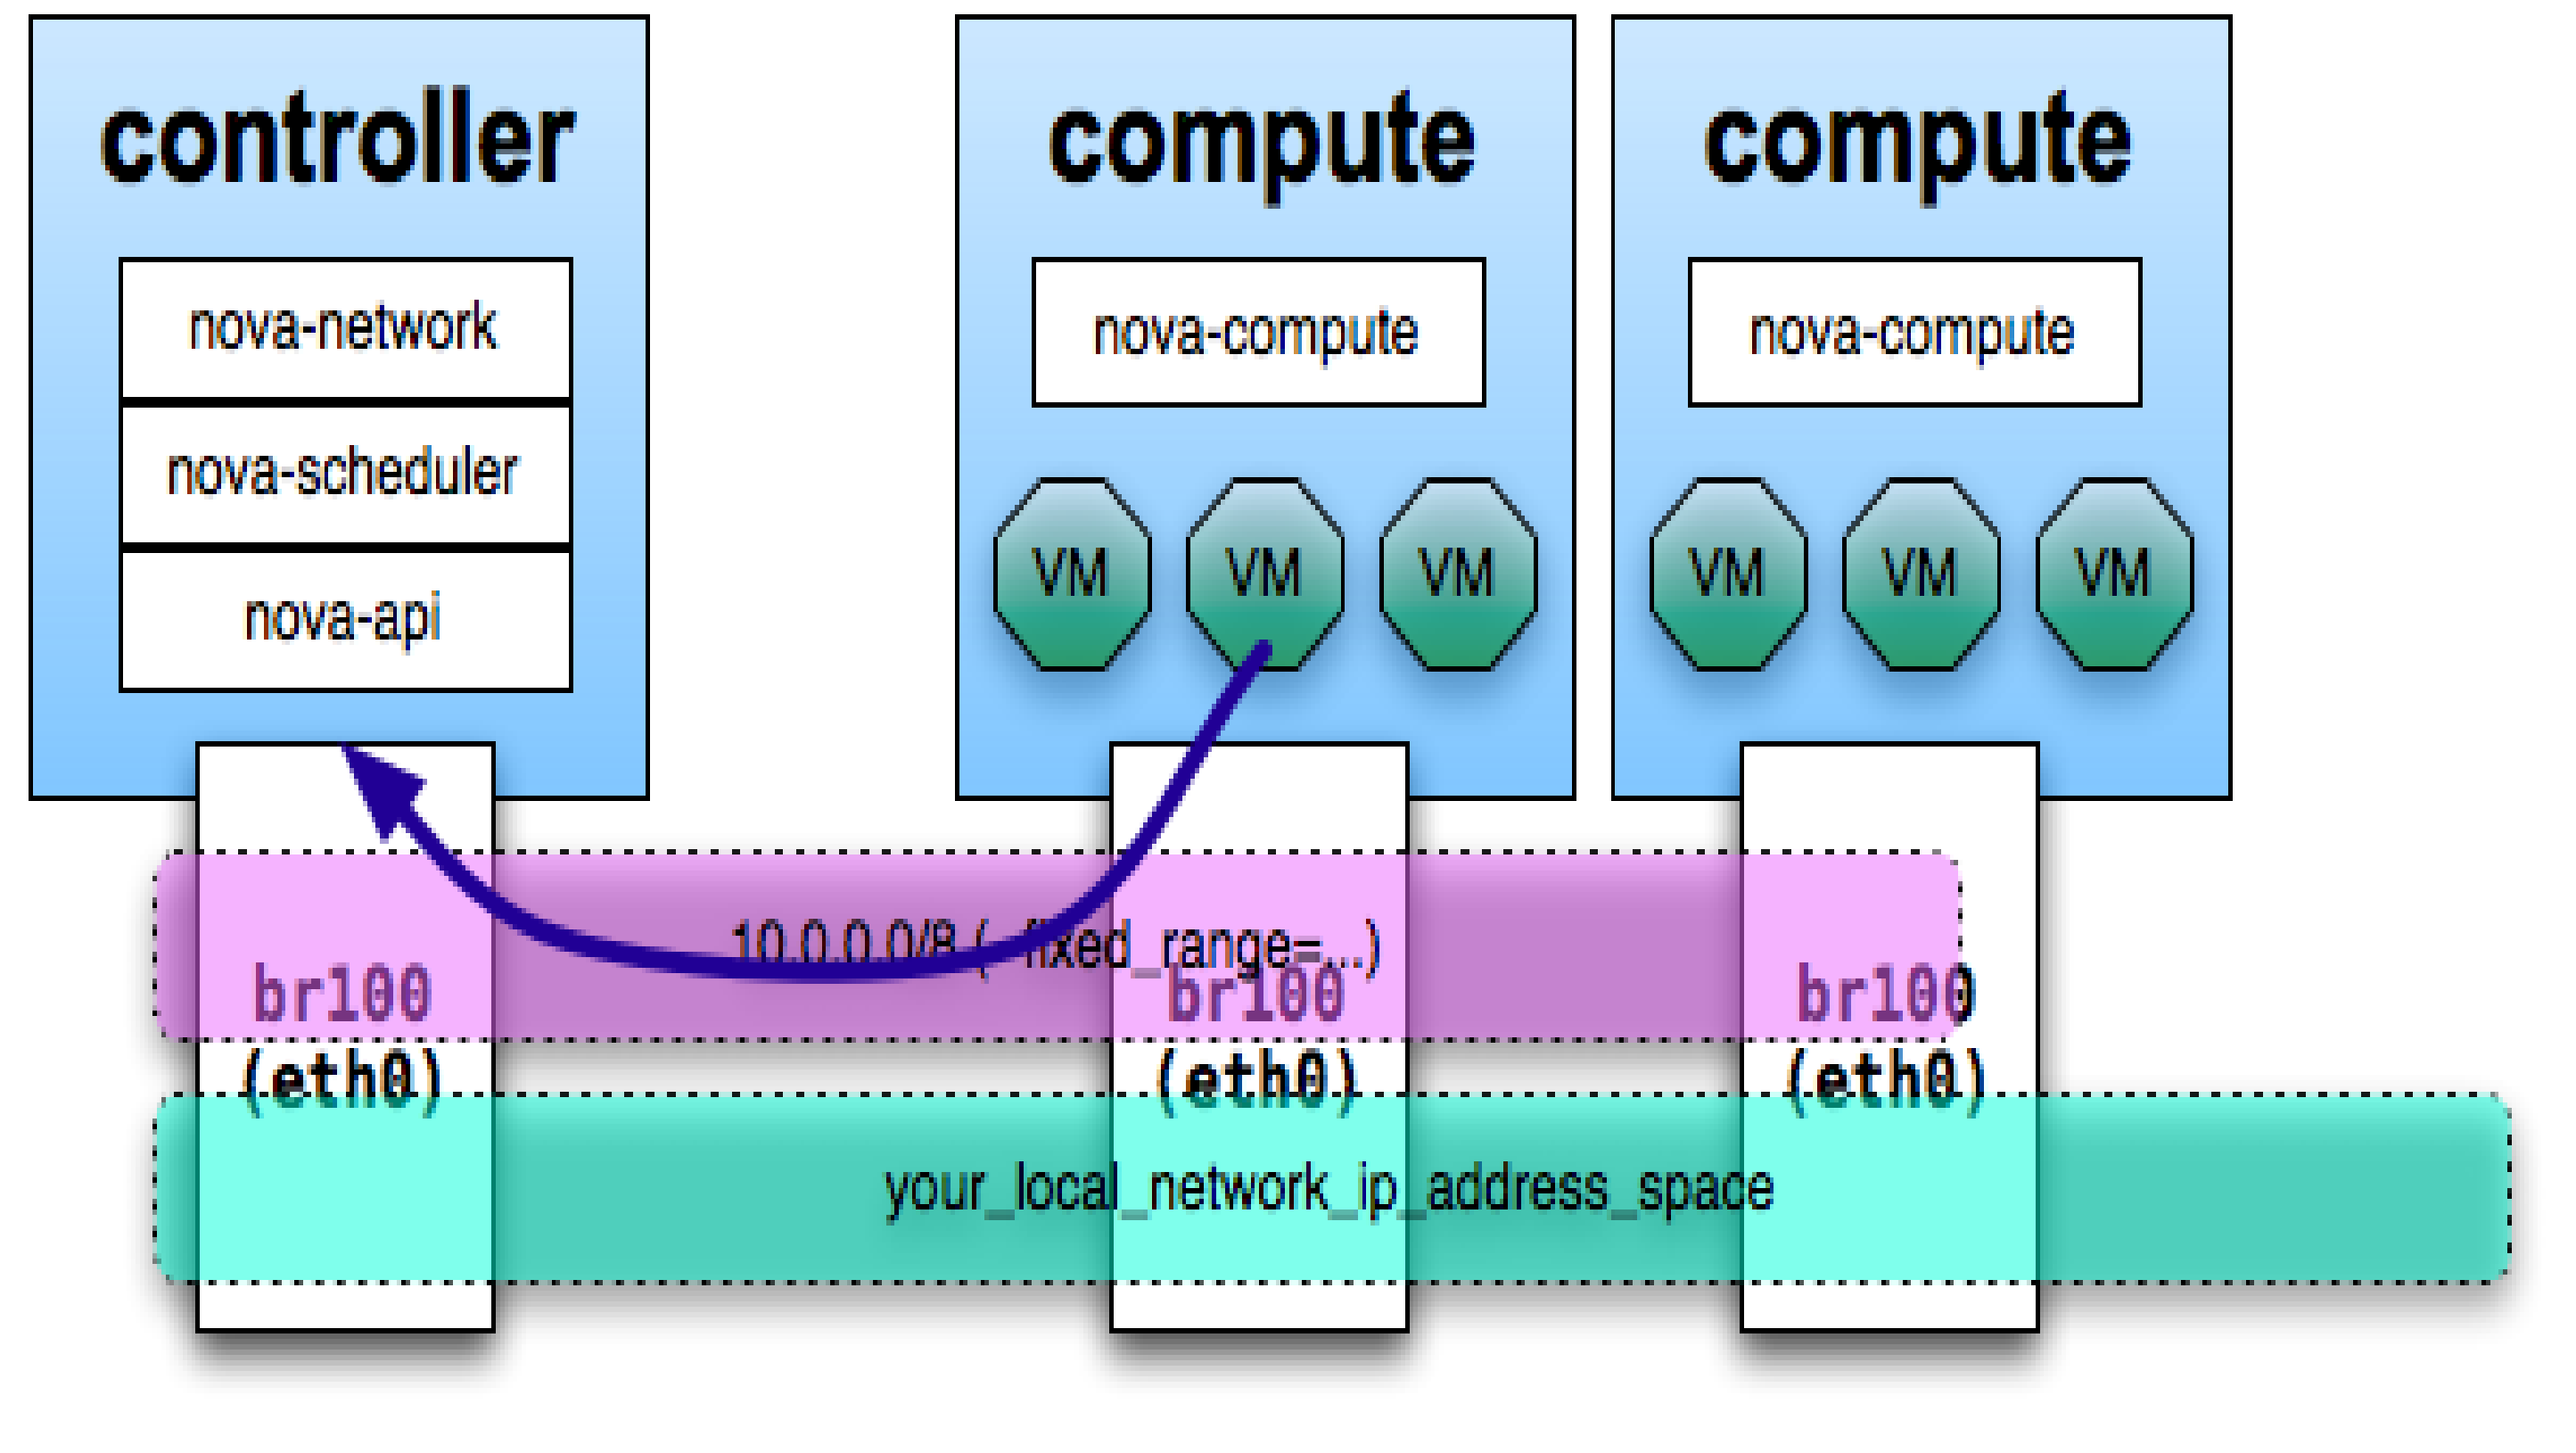 controller
nova-network
nova-scheduler
nova-api
compute
nova-compute
VM VM VM
compute
nova-compute
VM VM VM
10.0.0.0/8 (--fixed_range=...)
br100
(eth0)
br100
(eth0)
br100
(eth0)
your_local_network_ip_address_space